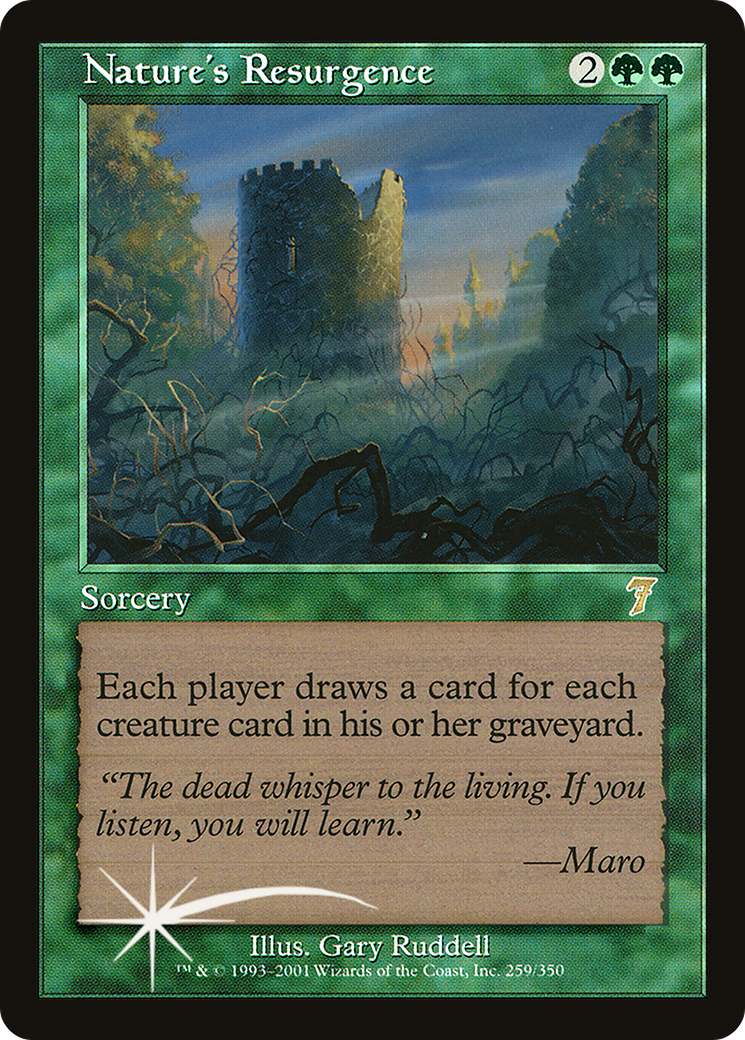 Nature's Resurgence 2
Sorcery 7
Each player draws a card for each
creature card in his or her graveyard.
“The dead whisper to the living. If you
listen, you will learn.”
—Maro
Illus. Gary Ruddell
™ & © 1993–2001 Wizards of the Coast, Inc. 259/350